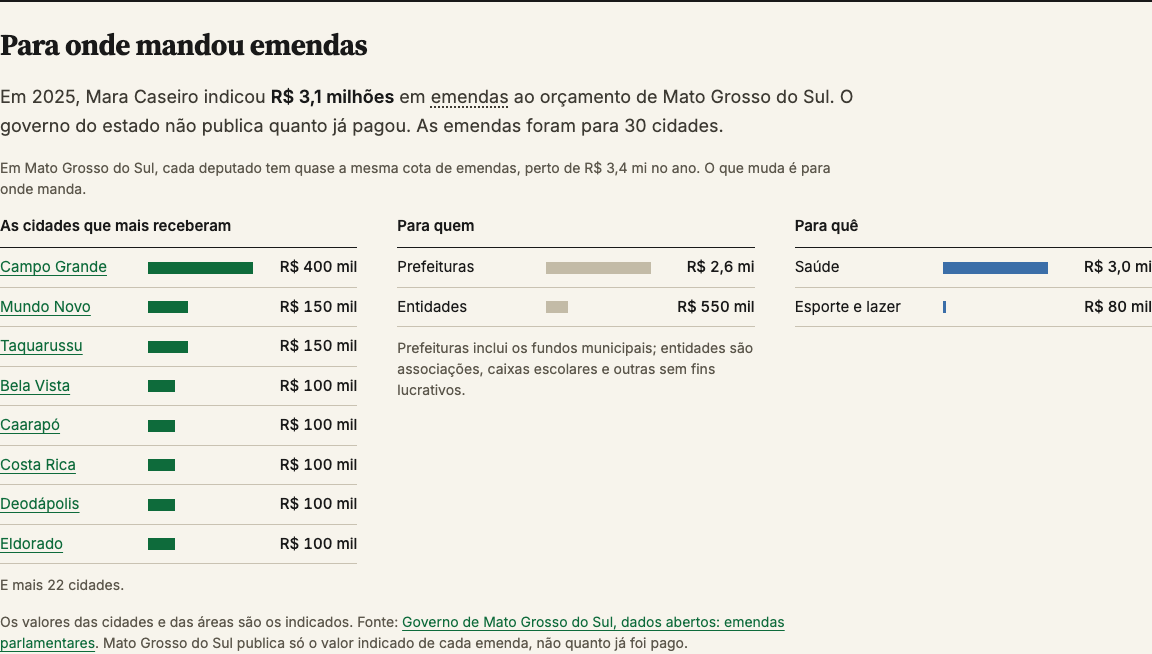 Para onde mandou emendas
Em 2025, Mara Caseiro indicou R$ 3,1 milhões em emendas ao orçamento de Mato Grosso do Sul. O
governo do estado não publica quanto já pagou. As emendas foram para 30 cidades.
Em Mato Grosso do Sul, cada deputado tem quase a mesma cota de emendas, perto de R$ 3,4 mi no ano. O que muda é para
onde manda.
As cidades que mais receberam
Campo Grande R$ 400 mil
Mundo Novo R$ 150 mil
Taquarussu R$ 150 mil
Bela Vista R$ 100 mil
Caarapó R$ 100 mil
Costa Rica R$ 100 mil
Deodápolis R$ 100 mil
Eldorado R$ 100 mil
E mais 22 cidades.
Para quem
Prefeituras R$ 2,6 mi
Entidades R$ 550 mil
Prefeituras inclui os fundos municipais; entidades são
associações, caixas escolares e outras sem fins
lucrativos.
Para quê
Saúde R$ 3,0 mi
Esporte e lazer R$ 80 mil
Os valores das cidades e das áreas são os indicados. Fonte: Governo de Mato Grosso do Sul, dados abertos: emendas
parlamentares. Mato Grosso do Sul publica só o valor indicado de cada emenda, não quanto já foi pago.